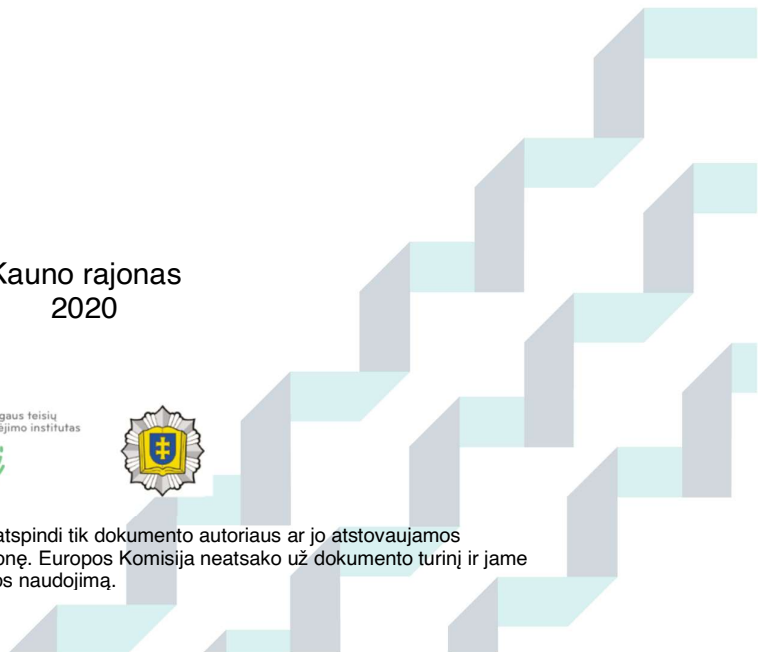 Kauno rajonas
2020
gaus teisių
ėjimo institutas
atspindi tik dokumento autoriaus ar jo atstovaujamos
onę. Europos Komisija neatsako už dokumento turinį ir jame
os naudojimą.